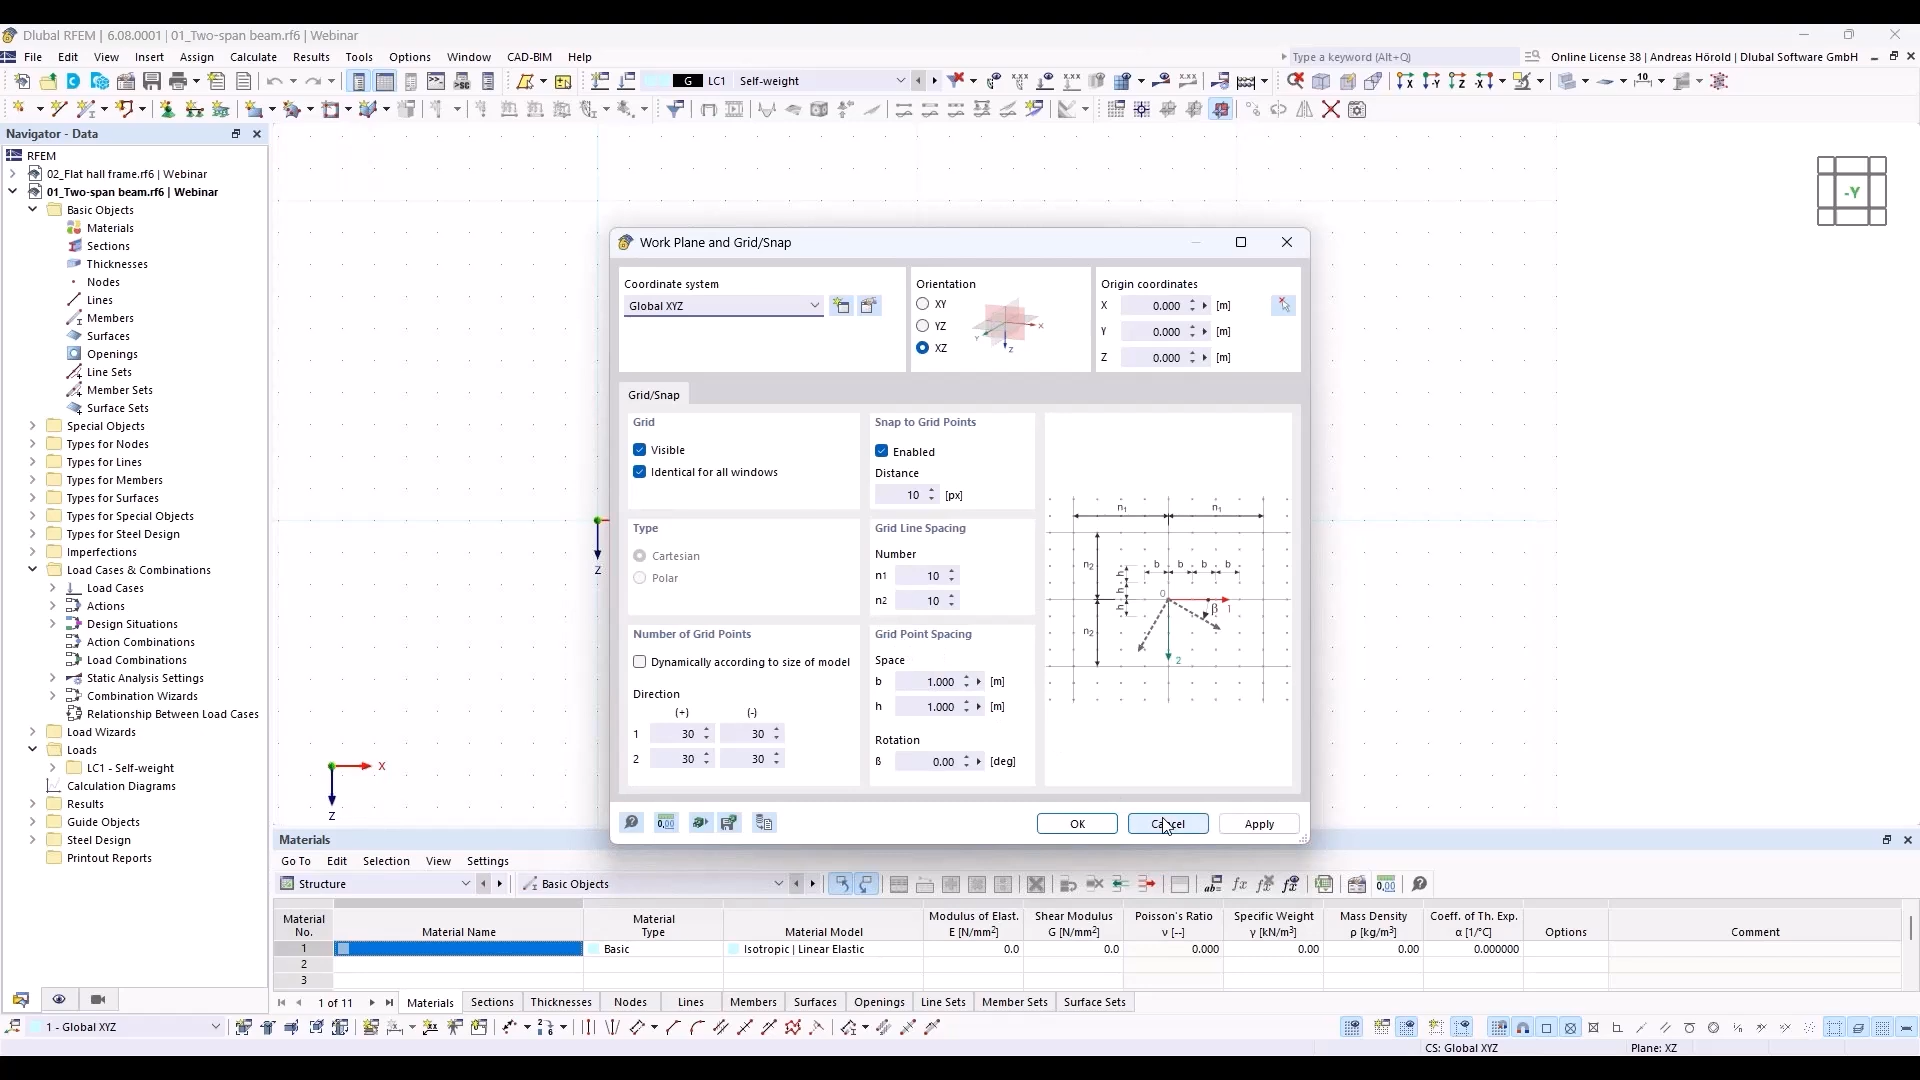 Dlubal RFEM | 6.08.0001 | 01_Two-span beam.rf6 | Webinar
File Edit View Insert Assign Calculate Results Tools Options Window CAD-BIM Help
Type a keyword (Alt+Q)
Online License 38 | Andreas Hörold | Dlubal Software GmbH
G LC1 Self-weight
Navigator - Data
RFEM
02_Flat hall frame.rf6 | Webinar
01_Two-span beam.rf6 | Webinar
Basic Objects
Materials
Sections
Thicknesses
Nodes
Lines
Members
Surfaces
Openings
Line Sets
Member Sets
Surface Sets
Special Objects
Types for Nodes
Types for Lines
Types for Members
Types for Surfaces
Types for Special Objects
Types for Steel Design
Imperfections
Load Cases & Combinations
Load Cases
Actions
Design Situations
Action Combinations
Load Combinations
Static Analysis Settings
Combination Wizards
Relationship Between Load Cases
Load Wizards
Loads
LC1 - Self-weight
Calculation Diagrams
Results
Guide Objects
Steel Design
Printout Reports
-Y
Z
X
Z
Work Plane and Grid/Snap
Coordinate system
Global XYZ
Orientation
XY
YZ
XZ
X
Y
Z
Origin coordinates
X 0.000 [m]
Y 0.000 [m]
Z 0.000 [m]
Grid/Snap
Grid
Visible
Identical for all windows
Type
Cartesian
Polar
Number of Grid Points
Dynamically according to size of model
Direction
(+) (-)
1 30 30
2 30 30
Snap to Grid Points
Enabled
Distance
10 [px]
Grid Line Spacing
Number
n1 10
n2 10
Grid Point Spacing
Space
b 1.000 [m]
h 1.000 [m]
Rotation
ß 0.00 [deg]
n1 n1
n2
b b b b
h
h
h
0
β 1
n2
2
OK Cancel Apply
Materials
Go To Edit Selection View Settings
Structure Basic Objects
Material No. Material Name Material Type Material Model Modulus of Elast. E [N/mm²] Shear Modulus G [N/mm²] Poisson's Ratio ν [--] Specific Weight γ [kN/m³] Mass Density ρ [kg/m³] Coeff. of Th. Exp. α [1/°C] Options Comment
1 Basic Isotropic | Linear Elastic 0.0 0.0 0.000 0.00 0.00 0.000000
2
3
1 of 11 Materials Sections Thicknesses Nodes Lines Members Surfaces Openings Line Sets Member Sets Surface Sets
1 - Global XYZ
CS: Global XYZ Plane: XZ